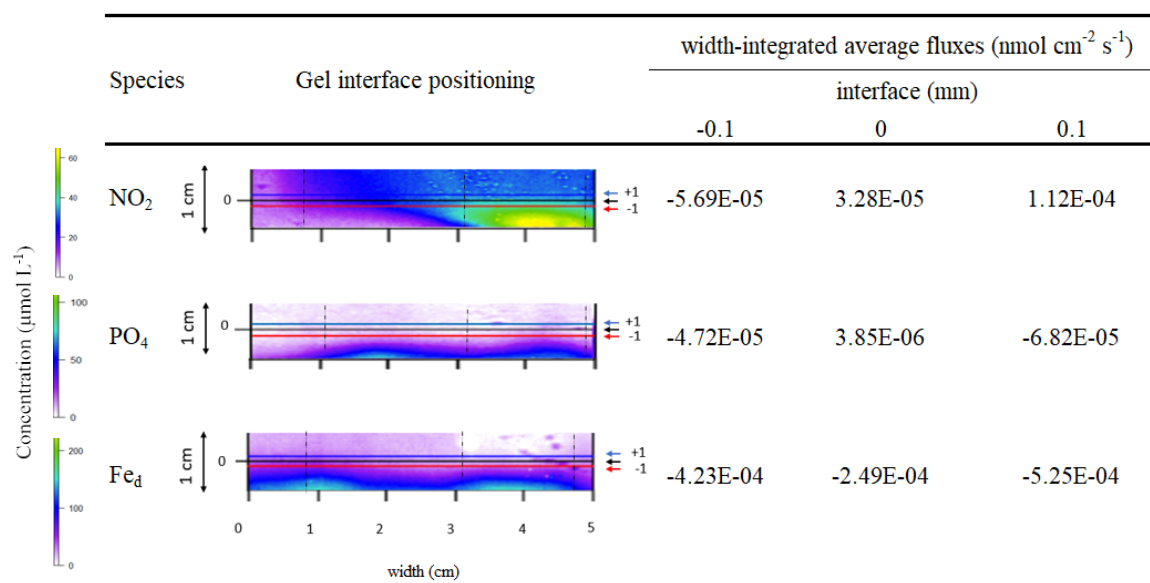 width-integrated average fluxes (nmol cm-2 s-1)
Species Gel interface positioning
interface (mm)
-0.1 0 0.1
Concentration (µmol L-1)
60
40
20
0
NO2
1 cm
0
+1
-1
-5.69E-05 3.28E-05 1.12E-04
100
50
0
PO4
1 cm
0
+1
-1
-4.72E-05 3.85E-06 -6.82E-05
200
100
0
Fed
1 cm
0
+1
-1
-4.23E-04 -2.49E-04 -5.25E-04
0 1 2 3 4 5
width (cm)